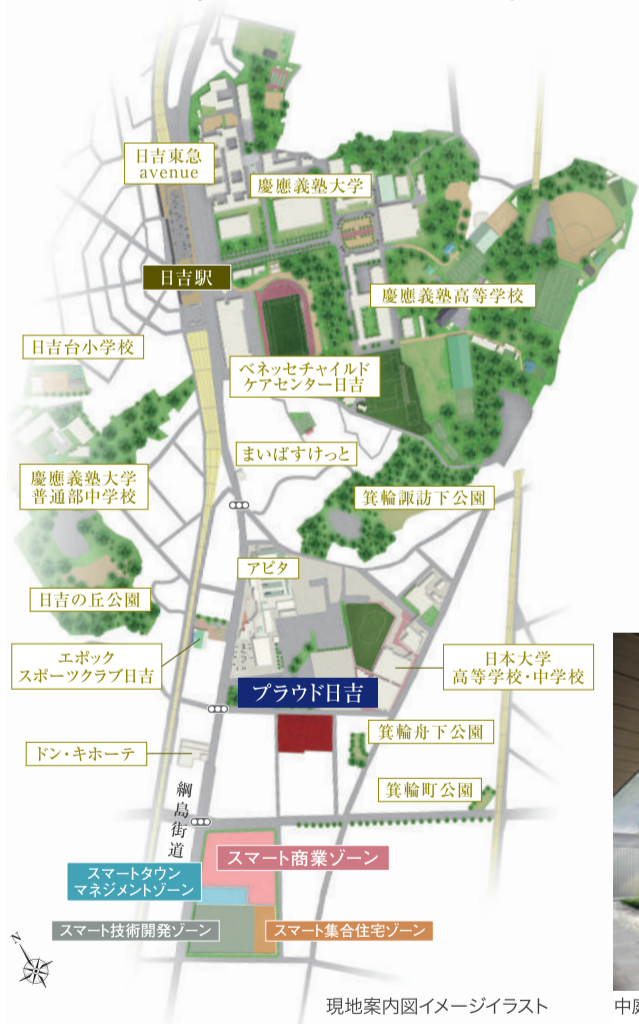 日吉東急
avenue
慶應義塾大学
日吉駅
慶應義塾高等学校
日吉台小学校
ベネッセチャイルド
ケアセンター日吉
まいばすけっと
慶應義塾大学
普通部中学校
箕輪諏訪下公園
アピタ
日吉の丘公園
エポック
スポーツクラブ日吉
日本大学
高等学校・中学校
プラウド日吉
箕輪舟下公園
ドン・キホーテ
箕輪町公園
綱島街道
スマート商業ゾーン
スマートタウン
マネジメントゾーン
スマート技術開発ゾーン
スマート集合住宅ゾーン
N
現地案内図イメージイラスト